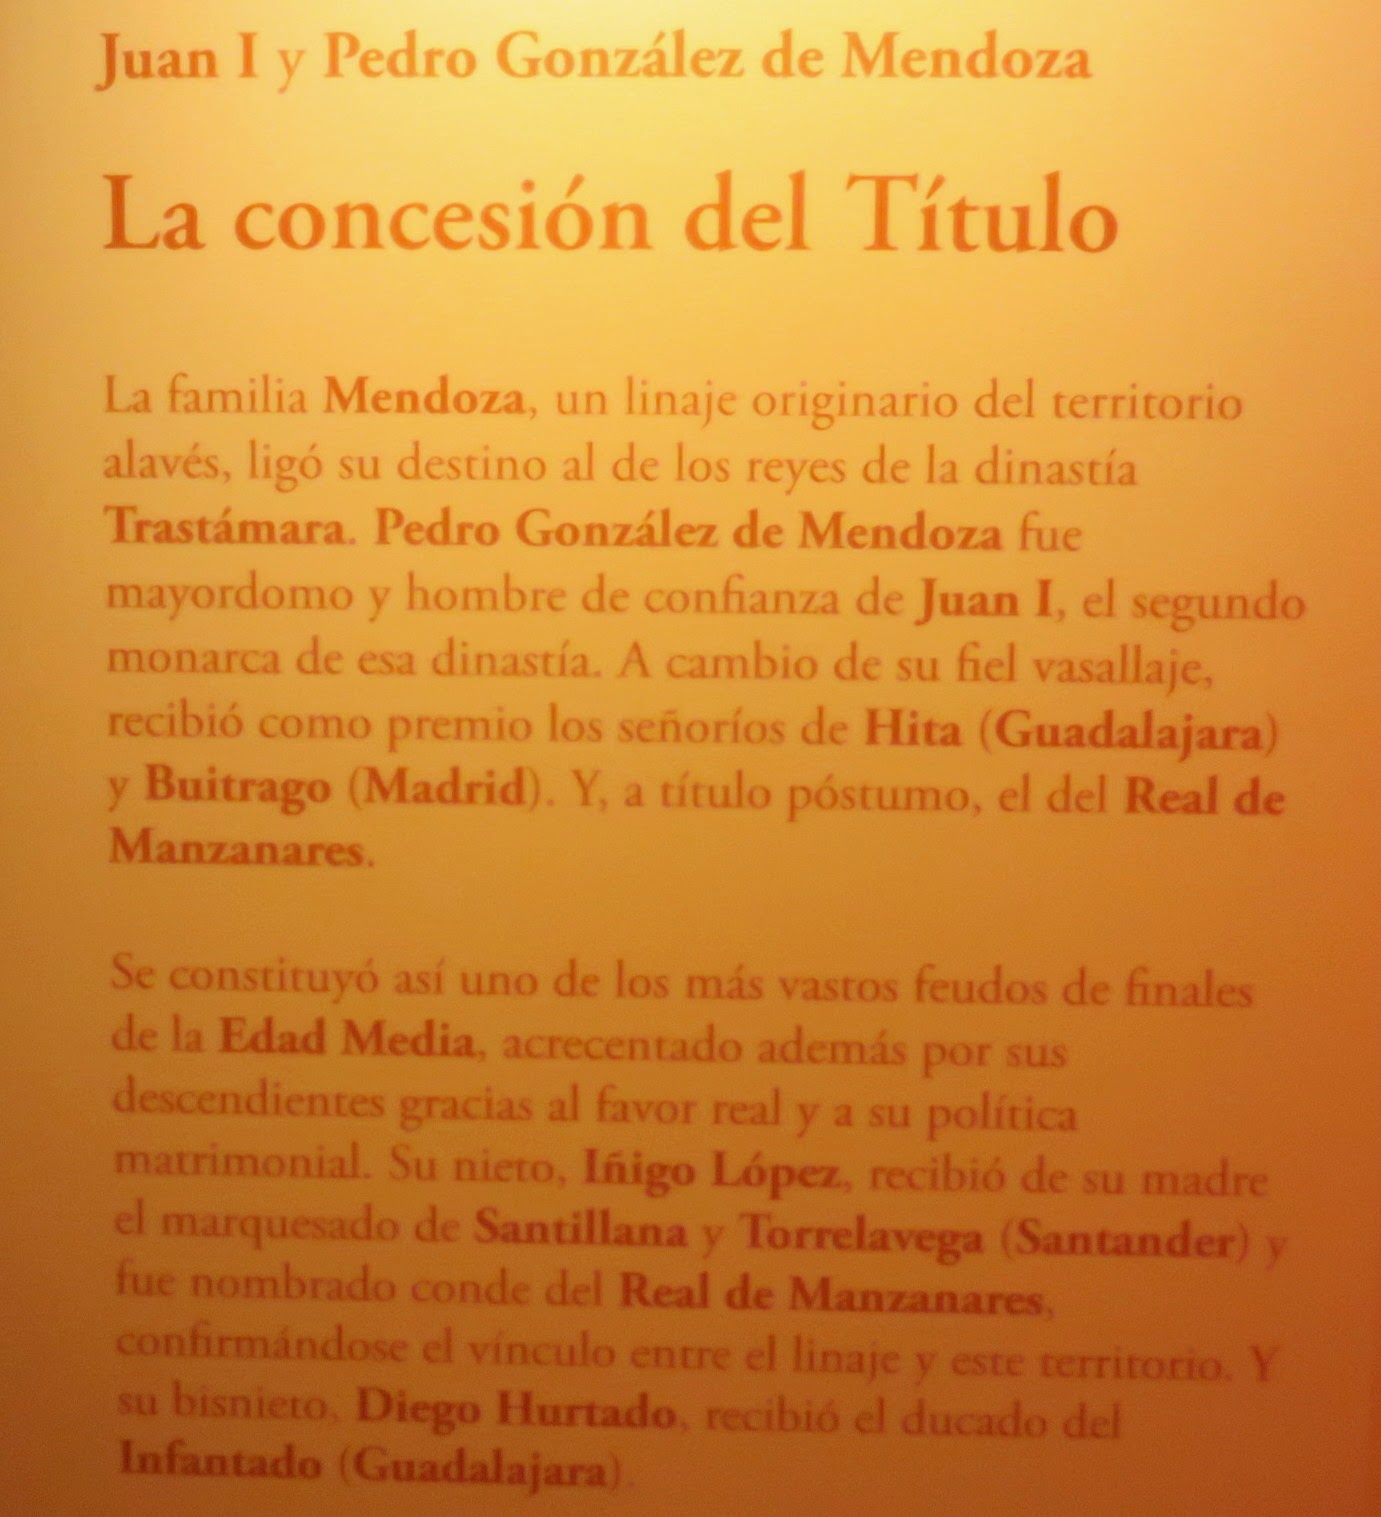 Juan I y Pedro González de Mendoza
La concesión del Título
La familia Mendoza, un linaje originario del territorio
alavés, ligó su destino al de los reyes de la dinastía
Trastámara. Pedro González de Mendoza fue
mayordomo y hombre de confianza de Juan I, el segundo
monarca de esa dinastía. A cambio de su fiel vasallaje,
recibió como premio los señoríos de Hita (Guadalajara)
y Buitrago (Madrid). Y, a título póstumo, el del Real de
Manzanares.
Se constituyó así uno de los más vastos feudos de finales
de la Edad Media, acrecentado además por sus
descendientes gracias al favor real y a su política
matrimonial. Su nieto, Iñigo López, recibió de su madre
el marquesado de Santillana y Torrelavega (Santander) y
fue nombrado conde del Real de Manzanares,
confirmándose el vínculo entre el linaje y este territorio. Y
su bisnieto, Diego Hurtado, recibió el ducado del
Infantado (Guadalajara).